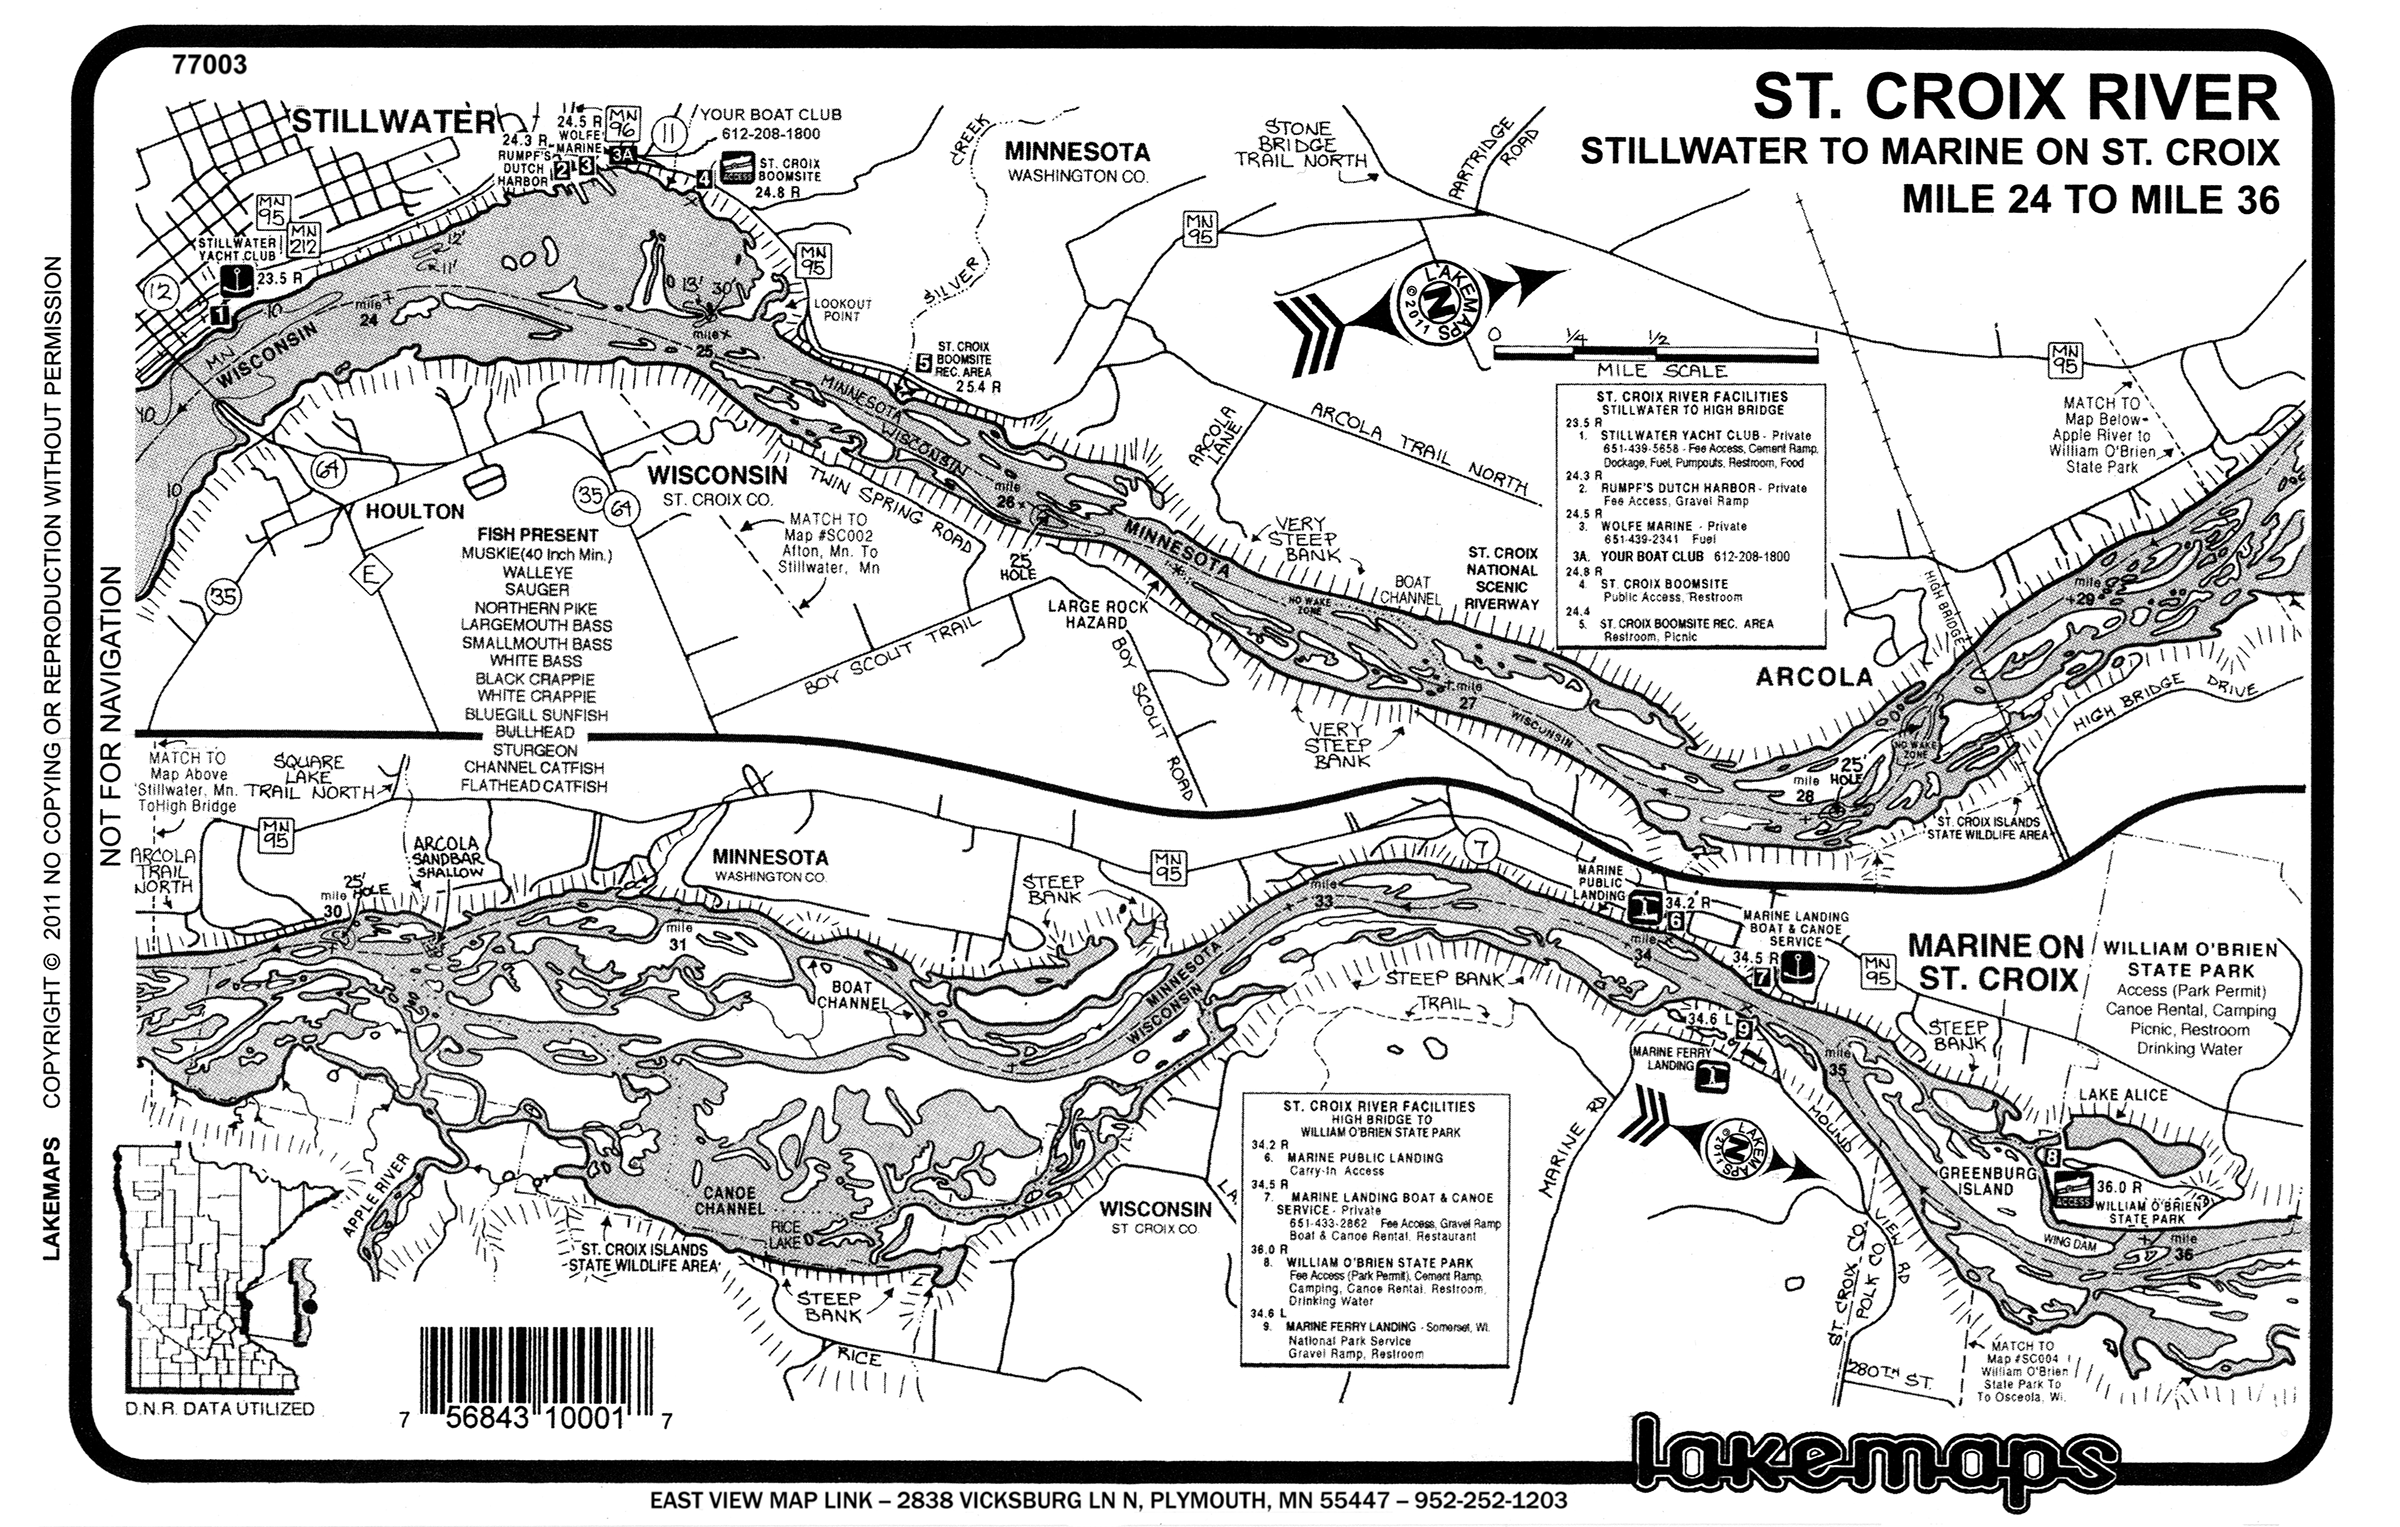 77003
ST. CROIX RIVER
STILLWATER TO MARINE ON ST. CROIX
MILE 24 TO MILE 36
STILLWATER
24.3 R
RUMPF'S
DUTCH
HARBOR
2
24.5 R
WOLFE
MARINE
3
MN
96
3A
11
YOUR BOAT CLUB
612-208-1800
4
ACCESS
ST. CROIX
BOOMSITE
24.8 R
MN
95
MN
212
STILLWATER
YACHT CLUB
23.5 R
12
1
10
MN
WISCONSIN
mile
24
12'
11'
13'
30'
mile
25
MN
95
LOOKOUT
POINT
SILVER CREEK
MINNESOTA
WASHINGTON CO.
STONE
BRIDGE
TRAIL NORTH
PARTRIDGE
ROAD
MN
95
LAKEMAPS
© 2011
N
0 1/4 1/2 1
MILE SCALE
5
ST. CROIX
BOOMSITE
REC. AREA
25.4 R
MINNESOTA
WISCONSIN
mile
26
25'
HOLE
ARCOLA
LANE
ARCOLA TRAIL NORTH
ST. CROIX RIVER FACILITIES
STILLWATER TO HIGH BRIDGE
23.5 R
1. STILLWATER YACHT CLUB - Private
651-439-5658 - Fee Access, Cement Ramp,
Dockage, Fuel, Pumpouts, Restroom, Food
24.3 R
2. RUMPF'S DUTCH HARBOR - Private
Fee Access, Gravel Ramp
24.5 R
3. WOLFE MARINE - Private
651-439-2341 Fuel
3A. YOUR BOAT CLUB 612-208-1800
24.8 R
4. ST. CROIX BOOMSITE
Public Access, Restroom
24.4
5. ST. CROIX BOOMSITE REC. AREA
Restroom, Picnic
MN
95
MATCH TO
Map Below-
Apple River to
William O'Brien
State Park
10
10
64
HOULTON
35
64
35
E
WISCONSIN
ST. CROIX CO.
TWIN SPRING ROAD
MATCH TO
Map #SC002
Afton, Mn. To
Stillwater, Mn
FISH PRESENT
MUSKIE(40 Inch Min.)
WALLEYE
SAUGER
NORTHERN PIKE
LARGEMOUTH BASS
SMALLMOUTH BASS
WHITE BASS
BLACK CRAPPIE
WHITE CRAPPIE
BLUEGILL SUNFISH
BULLHEAD
STURGEON
CHANNEL CATFISH
FLATHEAD CATFISH
MINNESOTA
LARGE ROCK
HAZARD
BOY SCOUT TRAIL
BOY SCOUT ROAD
VERY
STEEP
BANK
NO WAKE
ZONE
BOAT
CHANNEL
ST. CROIX
NATIONAL
SCENIC
RIVERWAY
mile
27
WISCONSIN
VERY
STEEP
BANK
ARCOLA
HIGH BRIDGE
mile
29
NO WAKE
ZONE
25'
HOLE
mile
28
HIGH BRIDGE DRIVE
ST. CROIX ISLANDS
STATE WILDLIFE AREA
MATCH TO
Map Above
Stillwater, Mn.
To High Bridge
SQUARE
LAKE
TRAIL NORTH
MN
95
ARCOLA
TRAIL
NORTH
ARCOLA
SANDBAR
SHALLOW
mile
30
25'
HOLE
MINNESOTA
WASHINGTON CO.
mile
31
BOAT
CHANNEL
STEEP
BANK
MN
95
MINNESOTA
WISCONSIN
mile
33
7
STEEP BANK
TRAIL
MARINE
PUBLIC
LANDING
34.2 R
6
mile
34
MARINE LANDING
BOAT & CANOE
SERVICE
34.5 R
7
MN
95
MARINE ON
ST. CROIX
WILLIAM O'BRIEN
STATE PARK
Access (Park Permit)
Canoe Rental, Camping
Picnic, Restroom
Drinking Water
34.6 L
9
MARINE FERRY
LANDING
mile
35
STEEP
BANK
LAKE ALICE
GREENBURG
ISLAND
8
ACCESS
36.0 R
WILLIAM O'BRIEN
STATE PARK
WING DAM
mile
36
LAKEMAPS
© 2011
N
MOUND VIEW RD
MARINE RD
APPLE RIVER
CANOE
CHANNEL
RICE
LAKE
ST. CROIX ISLANDS
STATE WILDLIFE AREA
STEEP
BANK
RICE
LA
WISCONSIN
ST CROIX CO
ST. CROIX RIVER FACILITIES
HIGH BRIDGE TO
WILLIAM O'BRIEN STATE PARK
34.2 R
6. MARINE PUBLIC LANDING
Carry-In Access
34.5 R
7. MARINE LANDING BOAT & CANOE
SERVICE - Private
651-433-2862 Fee Access, Gravel Ramp
Boat & Canoe Rental, Restaurant
36.0 R
8. WILLIAM O'BRIEN STATE PARK
Fee Access (Park Permit), Cement Ramp,
Camping, Canoe Rental, Restroom,
Drinking Water
34.6 L
9. MARINE FERRY LANDING - Somerset, Wi.
National Park Service
Gravel Ramp, Restroom
ST. CROIX CO.
POLK CO.
280TH ST.
MATCH TO
Map #SC004
William O'Brien
State Park To
To Osceola, Wi.
D.N.R. DATA UTILIZED
7 56843 10001 7
lakemaps
EAST VIEW MAP LINK – 2838 VICKSBURG LN N, PLYMOUTH, MN 55447 – 952-252-1203
LAKEMAPS COPYRIGHT © 2011 NO COPYING OR REPRODUCTION WITHOUT PERMISSION
NOT FOR NAVIGATION